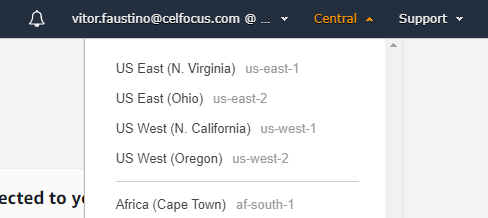 vitor.faustino@celfocus.com @ ... Central Support
US East (N. Virginia) us-east-1
US East (Ohio) us-east-2
US West (N. California) us-west-1
US West (Oregon) us-west-2
ected to yo
Africa (Cape Town) af-south-1